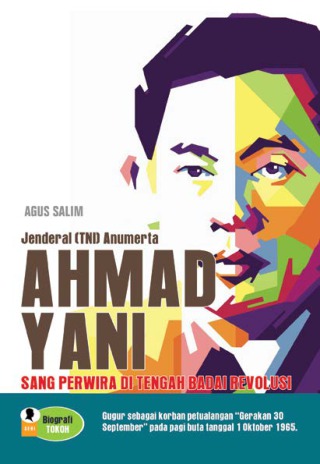 AGUS SALIM
Jenderal (TNI) Anumerta
AHMAD
YANI
SANG PERWIRA DI TENGAH BADAI REVOLUSI
SERI
Biografi
TOKOH
Gugur sebagai korban petualangan "Gerakan 30
September" pada pagi buta tanggal 1 Oktober 1965.